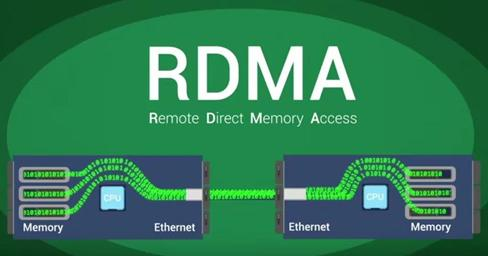 RDMA
Remote Direct Memory Access
CPU
CPU
Memory
Ethernet
Ethernet
Memory